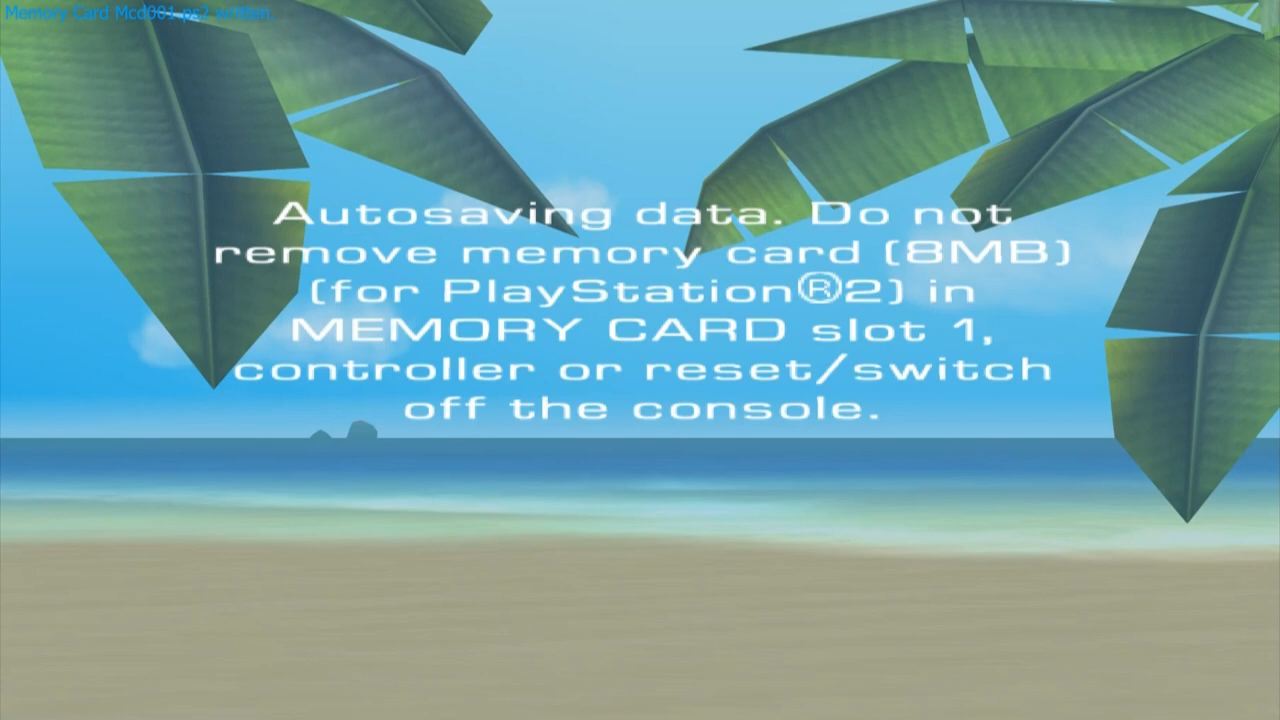 Memory Card Mcd001.ps2 written.
Autosaving data. Do not
remove memory card (8MB)
(for PlayStation®2) in
MEMORY CARD slot 1,
controller or reset/switch
off the console.